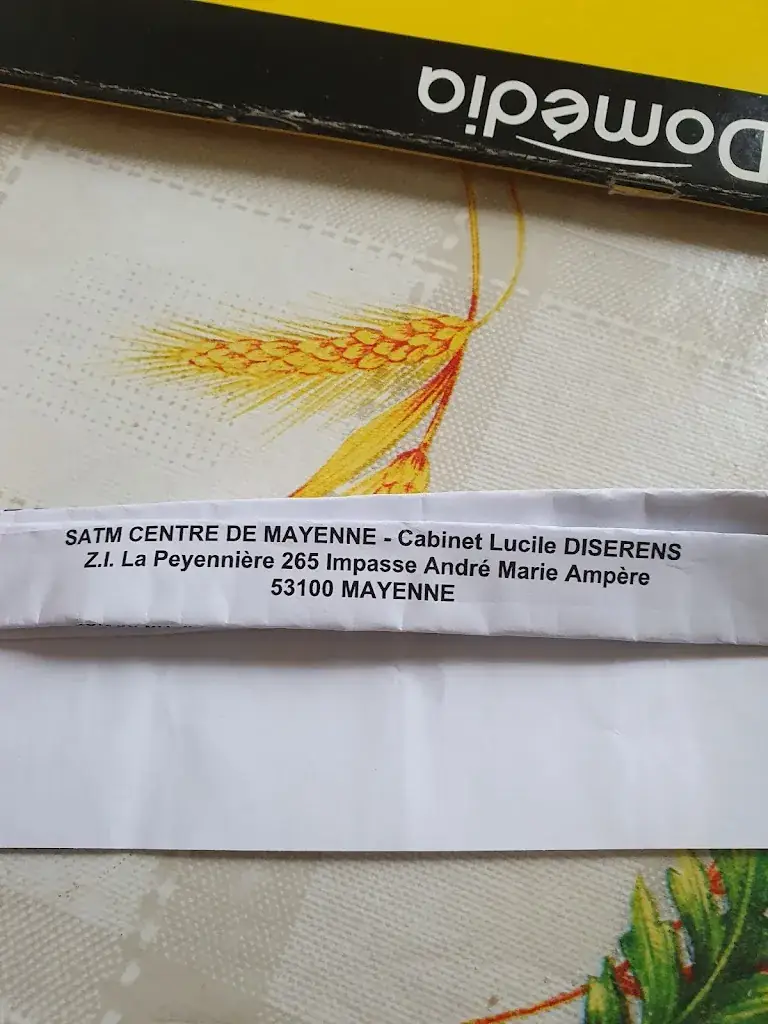 Domédia
SATM CENTRE DE MAYENNE - Cabinet Lucile DISERENS
Z.I. La Peyennière 265 Impasse André Marie Ampère
53100 MAYENNE